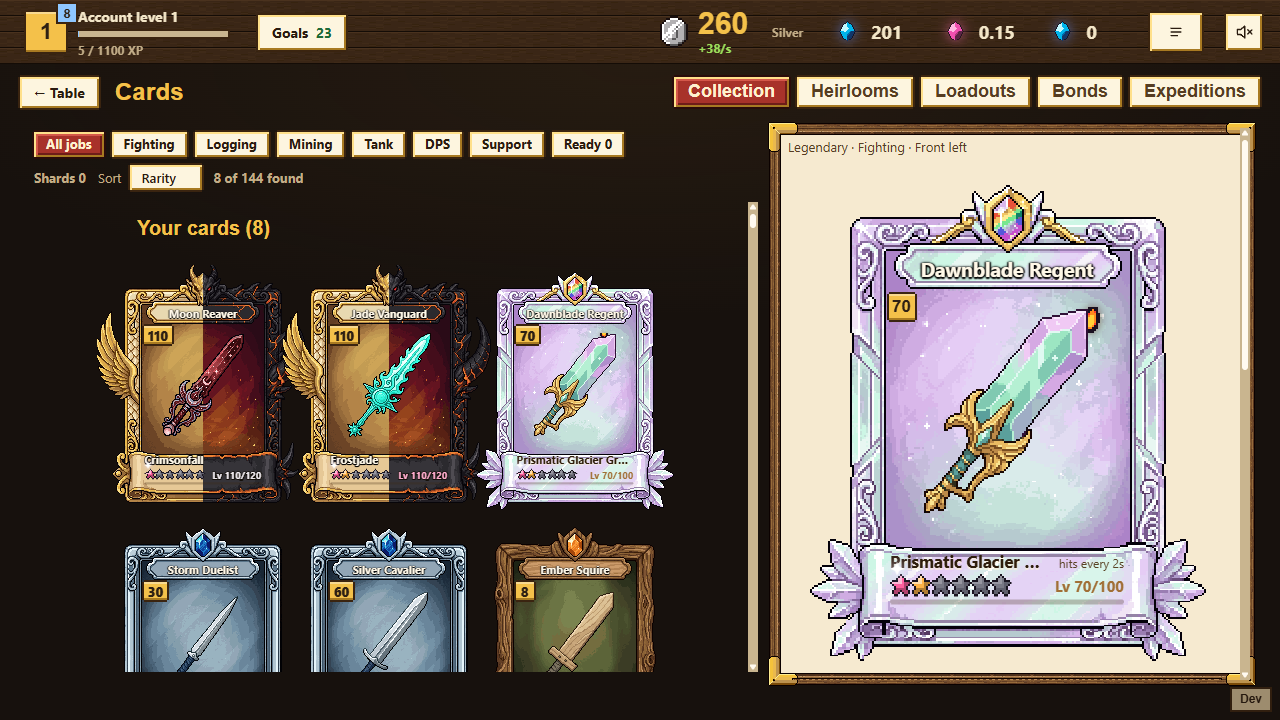 1
8
Account level 1
5 / 1100 XP
Goals 23
260
+38/s
Silver
201
0.15
0
← Table
Cards
Collection
Heirlooms
Loadouts
Bonds
Expeditions
All jobs
Fighting
Logging
Mining
Tank
DPS
Support
Ready 0
Shards 0
Sort
Rarity
8 of 144 found
Your cards (8)
Moon Reaver
110
Crimsonfall
Lv 110/120
Jade Vanguard
110
Frostjade
Lv 110/120
Dawnblade Regent
70
Prismatic Glacier Gr...
Lv 70/100
Storm Duelist
30
Silver Cavalier
60
Ember Squire
8
Legendary · Fighting · Front left
Dawnblade Regent
70
Prismatic Glacier ...
hits every 2s
Lv 70/100
Dev